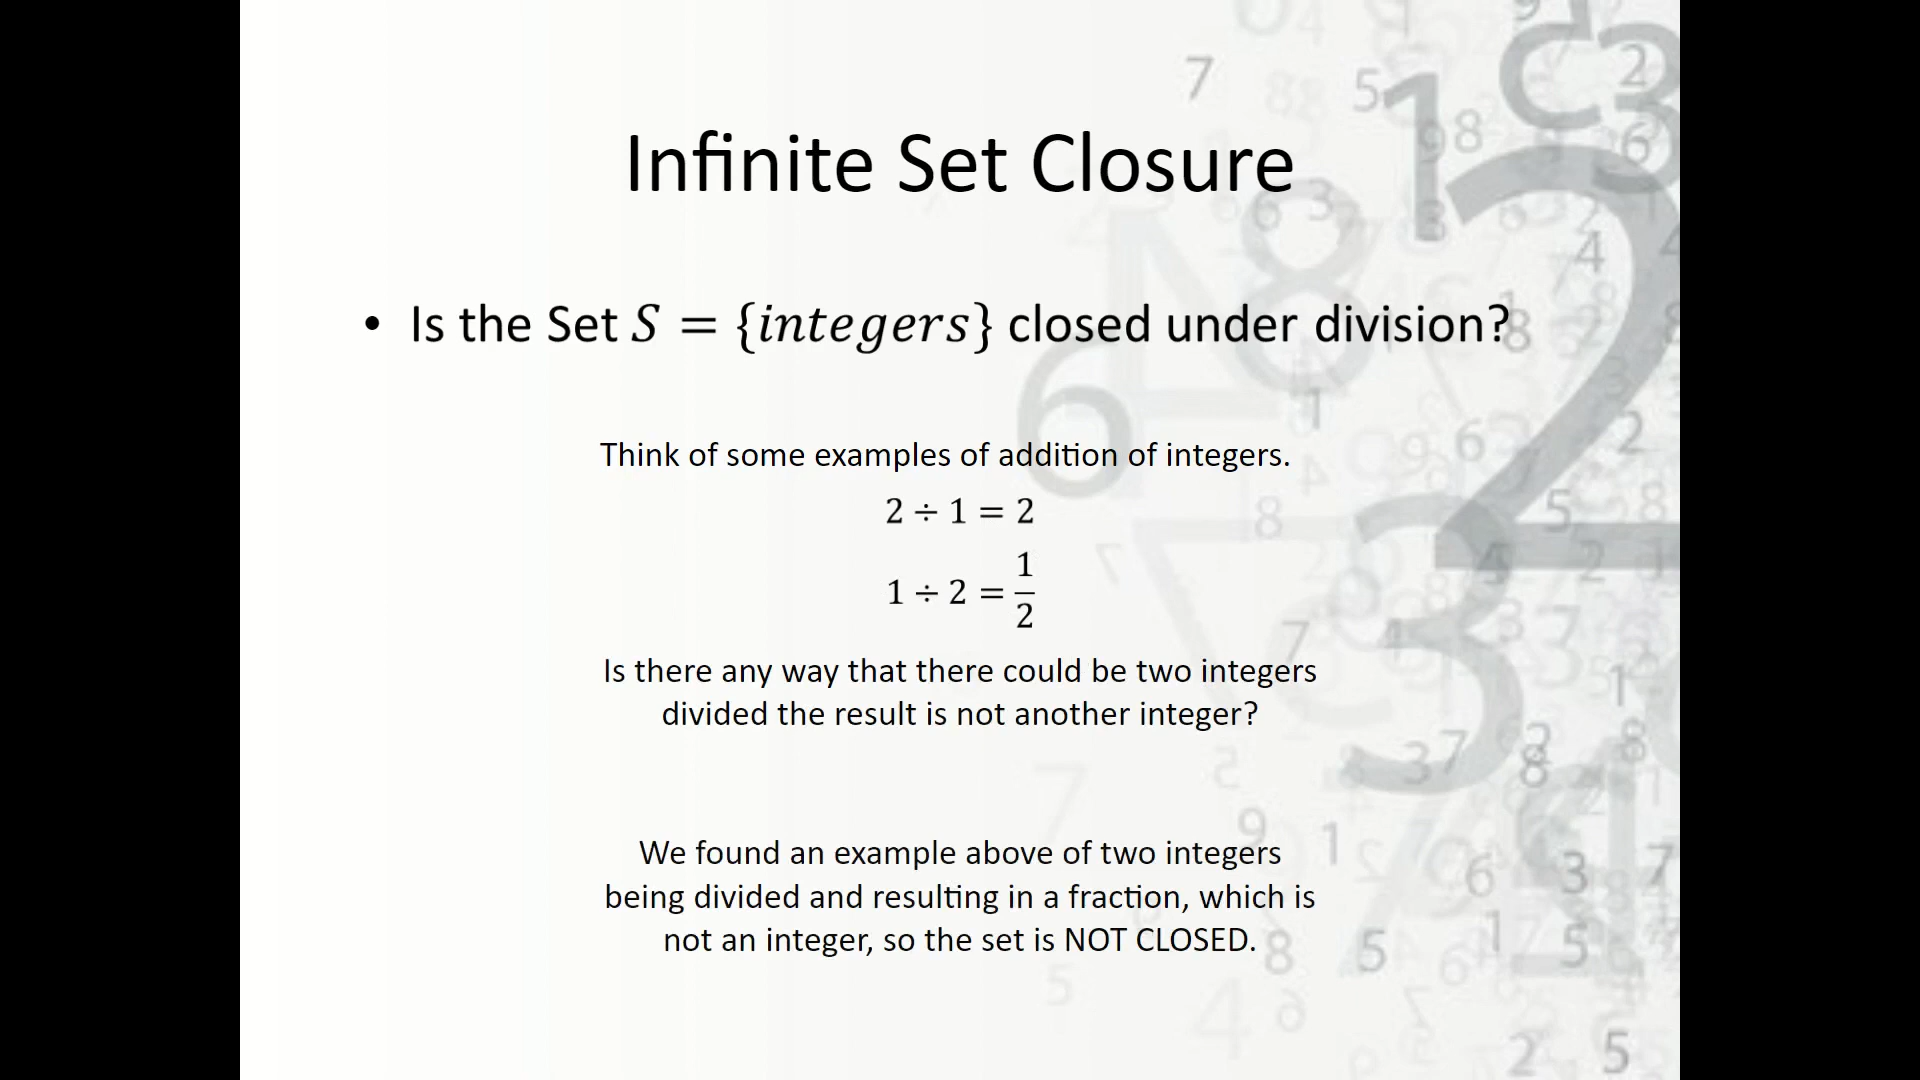 Infinite Set Closure
• Is the Set S = {integers} closed under division?
Think of some examples of addition of integers.
2 ÷ 1 = 2
1 ÷ 2 = 1/2
Is there any way that there could be two integers
divided the result is not another integer?
We found an example above of two integers
being divided and resulting in a fraction, which is
not an integer, so the set is NOT CLOSED.